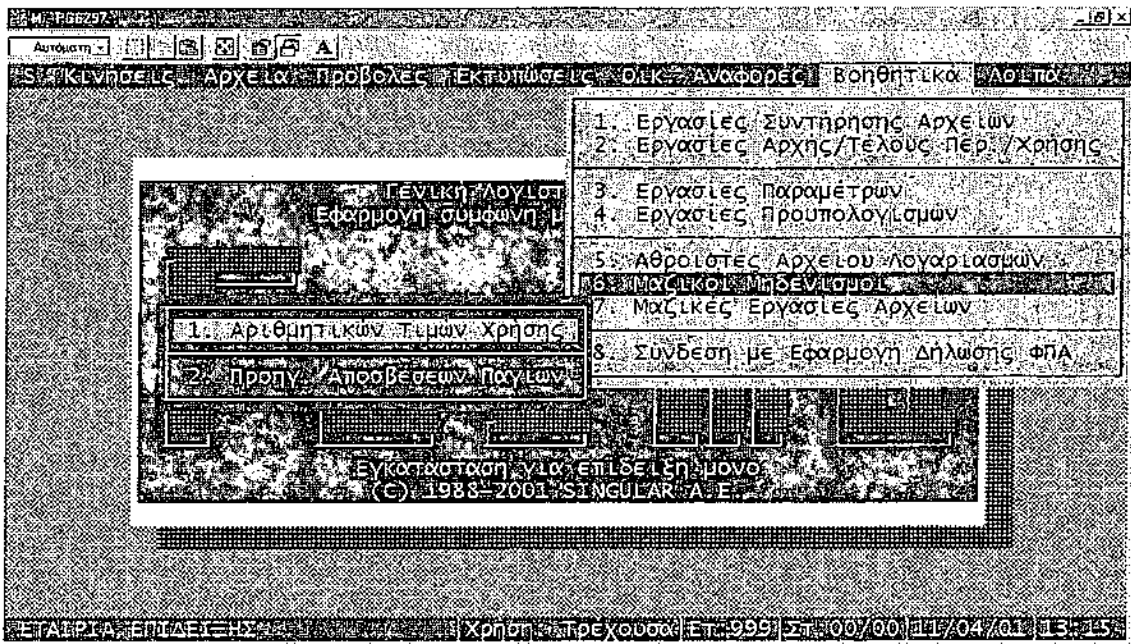 M. P66297
Αυτόματη
A
S Κινήσεις Αρχεία Προβολές Εκτυπώσεις Οικ. Αναφορές Βοηθητικά Λοιπά
1. Εργασίες Συντήρησης Αρχείων
2. Εργασίες Αρχής/Τέλους Περ./Χρήσης
3. Εργασίες Παραμέτρων
4. Εργασίες Προυπολογισμών
5. Αθροιστές Αρχείου Λογαριασμών
6. Μαζικοί Μηδενισμοί
7. Μαζικές Εργασίες Αρχείων
8. Σύνδεση με Εφαρμογή Δήλωσης ΦΠΑ
Γενική Λογιστ
Εφαρμογή σύμφωνη μ
1. Αριθμητικών Τιμών Χρήσης
2. Προηγ. Αποσβέσεων Παγίων
Εγκατάσταση για επίδειξη μόνο
(C) 1988-2001 SINGULAR A.E.
ΕΤΑΙΡΙΑ ΕΠΙΔΕΙΞΗΣ Χρήση Τρέχουσα Ετ 999 Στ 00/00 11/04/01 13:15